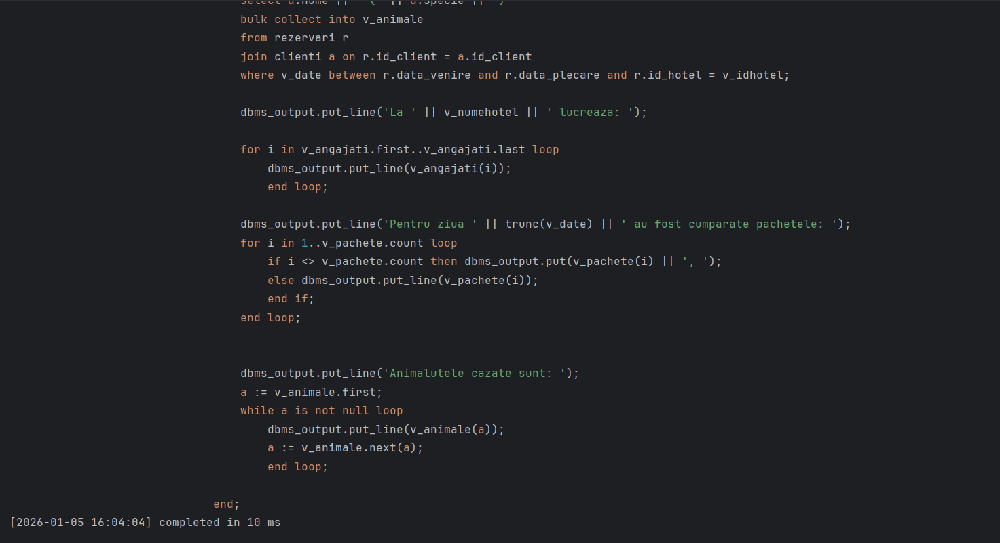 select a.nume || ' (' || a.specie || ')'
bulk collect into v_animale
from rezervari r
join clienti a on r.id_client = a.id_client
where v_date between r.data_venire and r.data_plecare and r.id_hotel = v_idhotel;
dbms_output.put_line('La ' || v_numehotel || ' lucreaza: ');
for i in v_angajati.first..v_angajati.last loop
dbms_output.put_line(v_angajati(i));
end loop;
dbms_output.put_line('Pentru ziua ' || trunc(v_date) || ' au fost cumparate pachetele: ');
for i in 1..v_pachete.count loop
if i <> v_pachete.count then dbms_output.put(v_pachete(i) || ', ');
else dbms_output.put_line(v_pachete(i));
end if;
end loop;
dbms_output.put_line('Animalutele cazate sunt: ');
a := v_animale.first;
while a is not null loop
dbms_output.put_line(v_animale(a));
a := v_animale.next(a);
end loop;
end;
[2026-01-05 16:04:04] completed in 10 ms